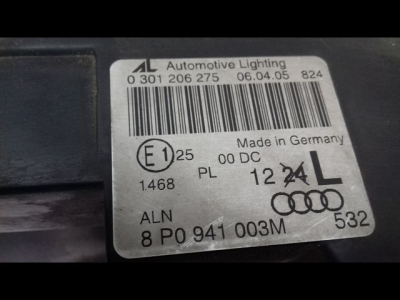 AL Automotive Lighting
0 301 206 275 06.04.05 824
Made in Germany
E1 25 00 DC
1468 PL 12 24 L
ALN
8 P0 941 003M 532